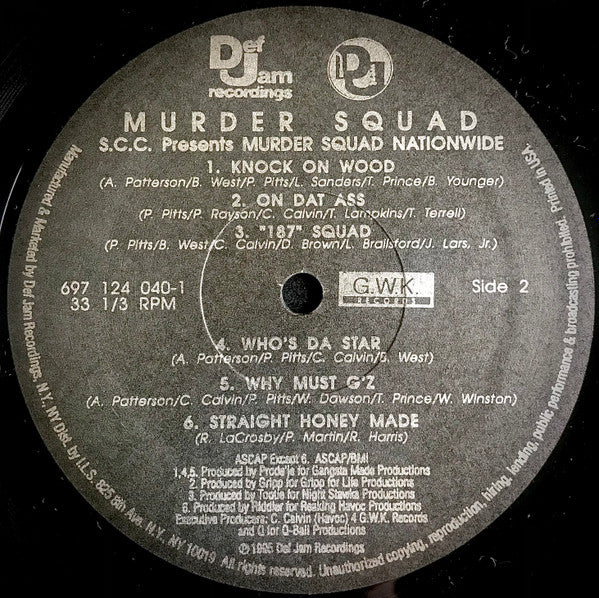 Def Jam
recordings
DPJ
MURDER SQUAD
S.C.C. Presents MURDER SQUAD NATIONWIDE
1. KNOCK ON WOOD
(A. Patterson/B. West/P. Pitts/L. Sanders/T. Prince/B. Younger)
2. ON DAT ASS
(P. Pitts/P. Rayson/C. Calvin/T. Lampkins/T. Terrell)
3. "187" SQUAD
(P. Pitts/B. West/C. Calvin/D. Brown/L. Brailsford/J. Lars, Jr.)
697 124 040-1
33 1/3 RPM
G.W.K.
RECORDS
Side 2
4. WHO'S DA STAR
(A. Patterson/P. Pitts/C. Calvin/B. West)
5. WHY MUST G'Z
(A. Patterson/C. Calvin/P. Pitts/W. Dawson/T. Prince/W. Winston)
6. STRAIGHT HONEY MADE
(R. LaCrosby/P. Martin/R. Harris)
ASCAP Except 6. ASCAP/BMI
1,4,5. Produced by Prode'je for Gangsta Made Productions
2. Produced by Gripp for Gripp for Life Productions
3. Produced by Tootie for Night Stawka Productions
6. Produced by Riddler for Reaking Havoc Productions
Executive Producers: C. Calvin (Havoc) 4 G.W.K. Records
and Q for Q-Ball Productions
©1995 Def Jam Recordings
Manufactured & Marketed by Def Jam Recordings, N.Y. NY Dist. by I.L.S. 825 8th Ave. N.Y. NY 10019 All rights reserved. Unauthorized copying, reproduction, hiring, lending, public performance & broadcasting prohibited. Printed in USA.